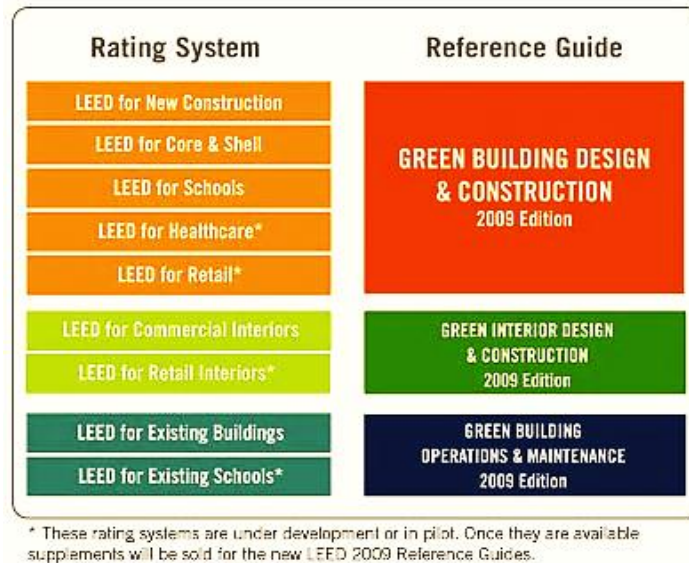 Rating System
Reference Guide
LEED for New Construction
LEED for Core & Shell
LEED for Schools
LEED for Healthcare*
LEED for Retail*
GREEN BUILDING DESIGN
& CONSTRUCTION
2009 Edition
LEED for Commercial Interiors
LEED for Retail Interiors*
GREEN INTERIOR DESIGN
& CONSTRUCTION
2009 Edition
LEED for Existing Buildings
LEED for Existing Schools*
GREEN BUILDING
OPERATIONS & MAINTENANCE
2009 Edition
* These rating systems are under development or in pilot. Once they are available
supplements will be sold for the new LEED 2009 Reference Guides.